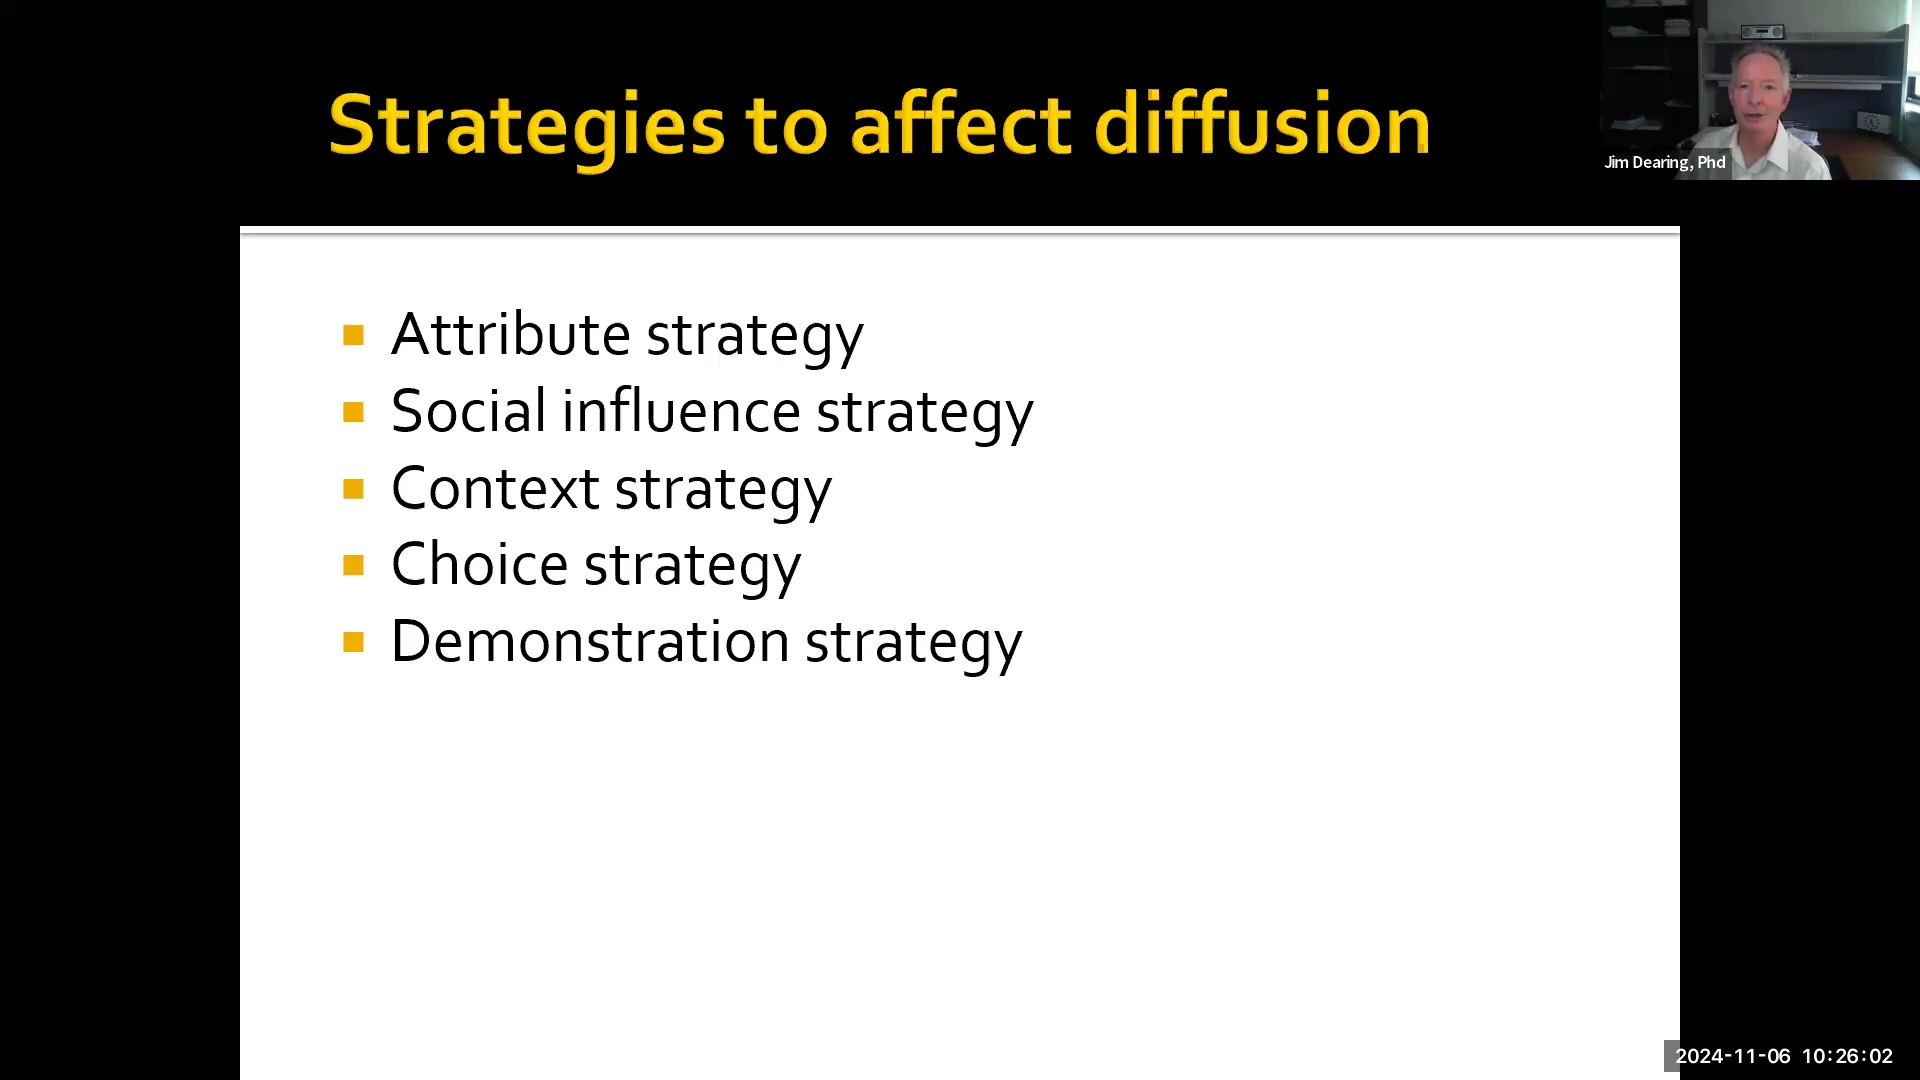 Strategies to affect diffusion
Jim Dearing, Phd
Attribute strategy
Social influence strategy
Context strategy
Choice strategy
Demonstration strategy
2024-11-06 10:26:02